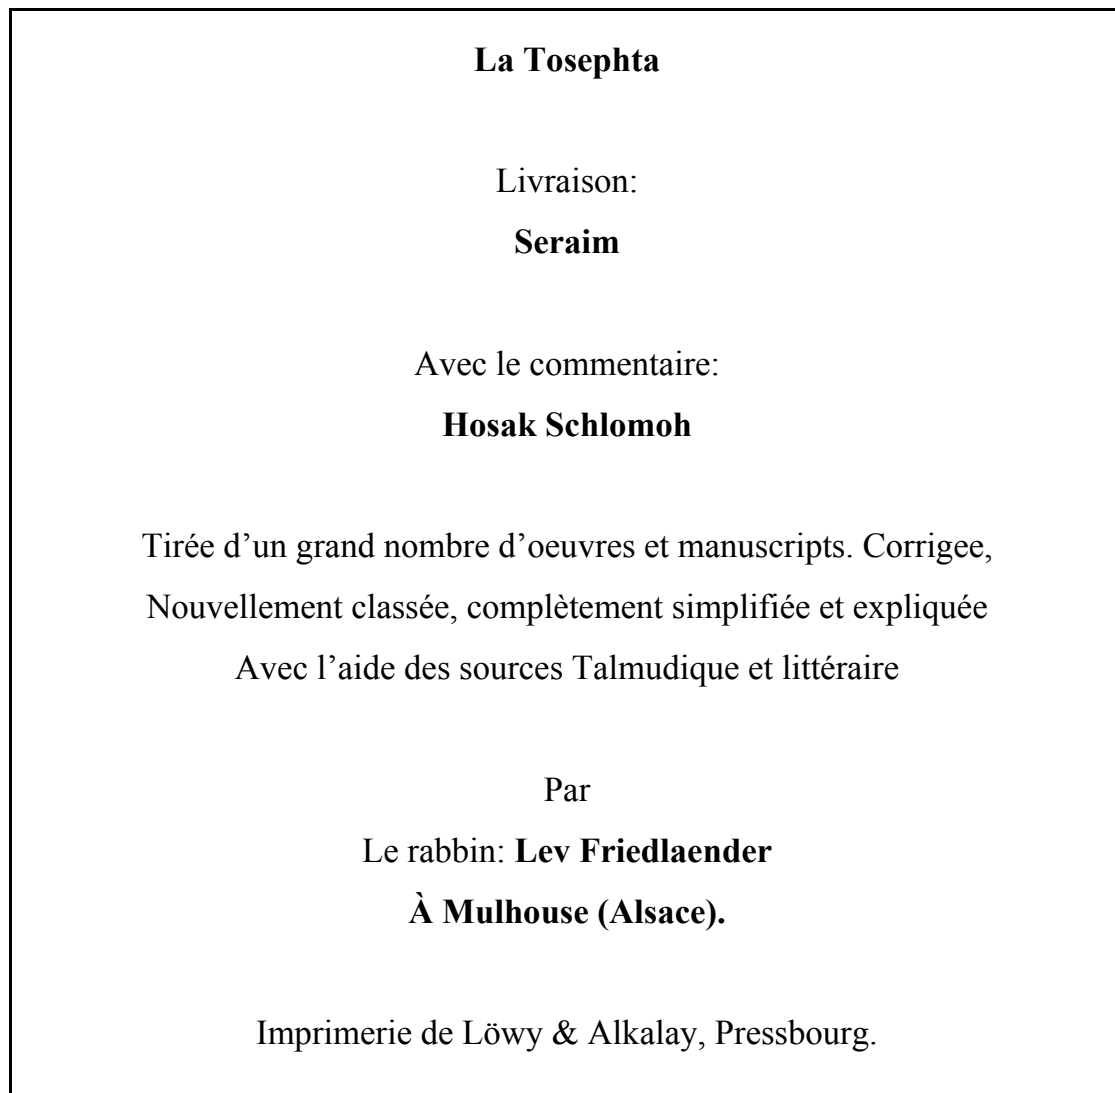 La Tosephta
Livraison:
Seraim
Avec le commentaire:
Hosak Schlomoh
Tirée d’un grand nombre d’oeuvres et manuscripts. Corrigee,
Nouvellement classée, complètement simplifiée et expliquée
Avec l’aide des sources Talmudique et littéraire
Par
Le rabbin: Lev Friedlaender
À Mulhouse (Alsace).
Imprimerie de Löwy & Alkalay, Pressbourg.